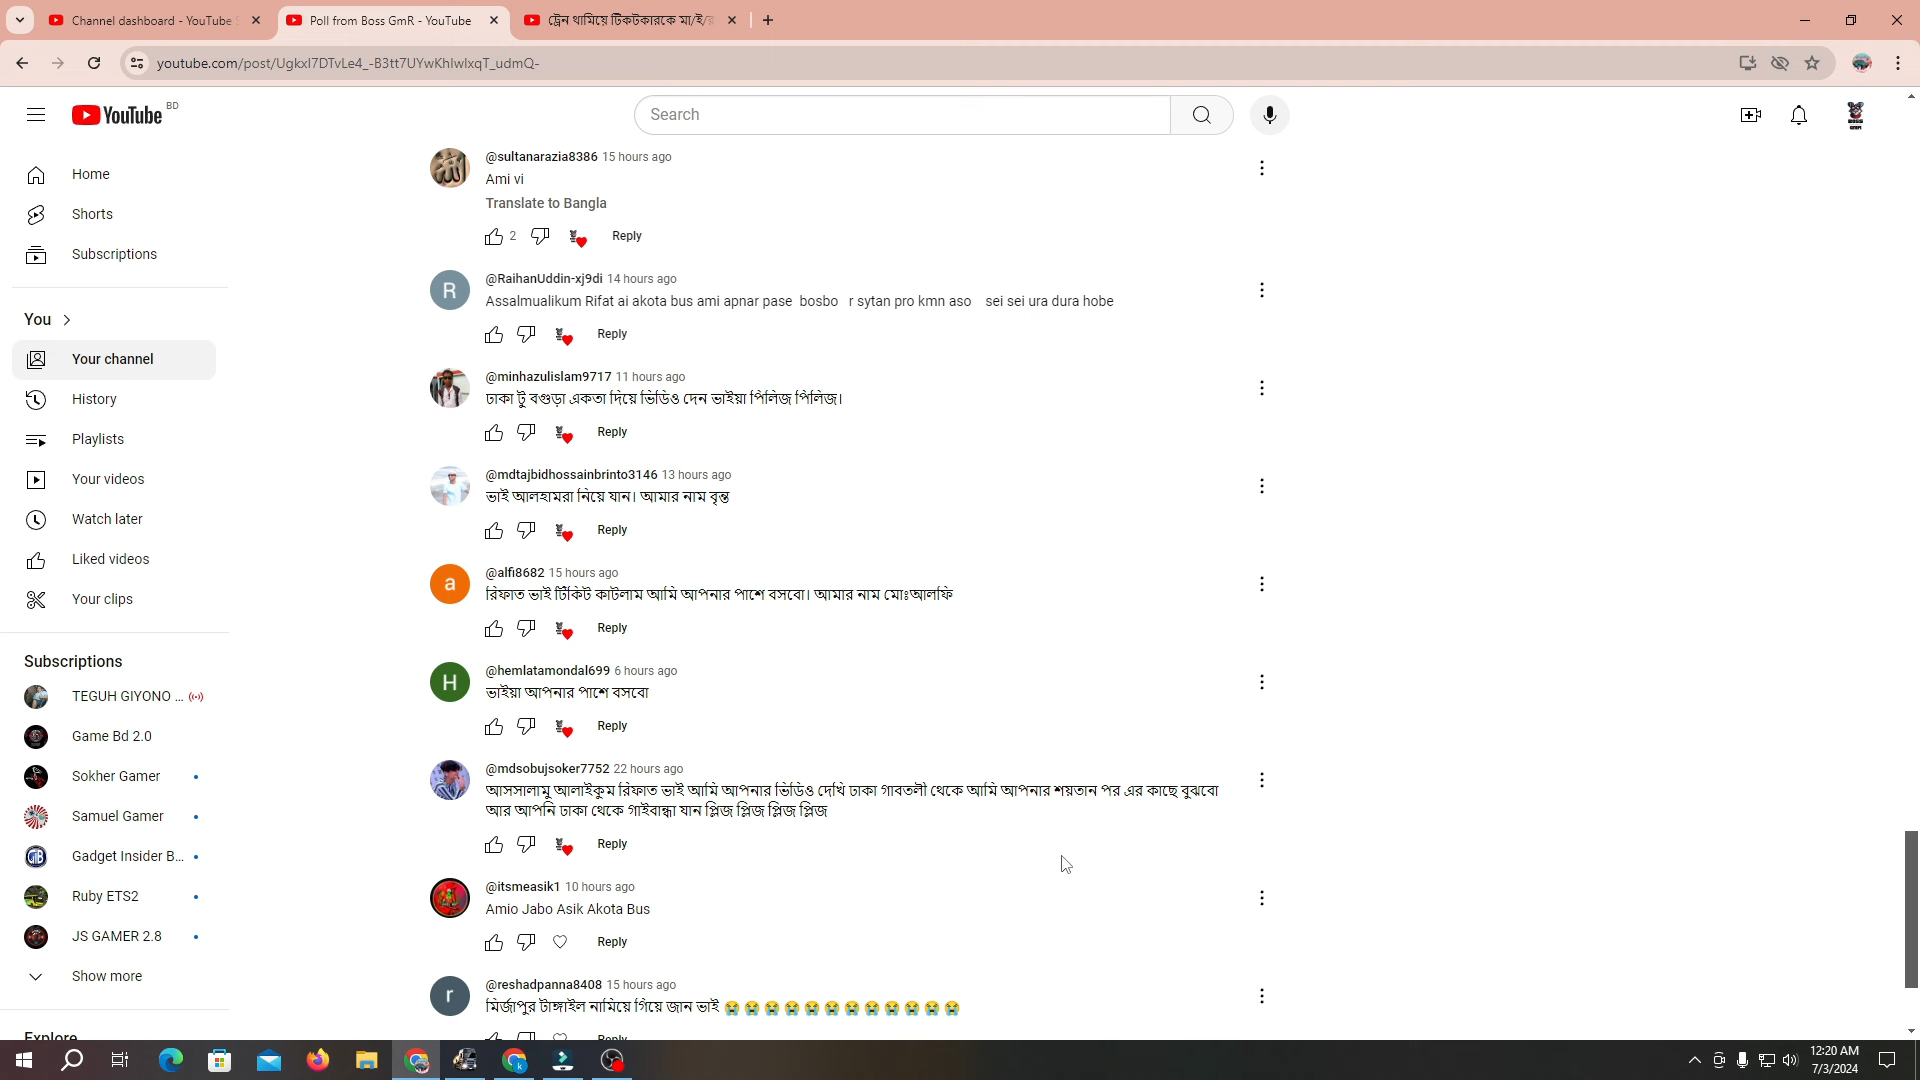 Channel dashboard - YouTube
Poll from Boss GmR - YouTube
ট্রেন থামিয়ে টিকটকারকে মা/ই/র
youtube.com/post/UgkxI7DTvLe4_-B3tt7UYwKhIwIxqT_udmQ-
YouTube BD
Search
Home
Shorts
Subscriptions
You
Your channel
History
Playlists
Your videos
Watch later
Liked videos
Your clips
Subscriptions
TEGUH GIYONO ...
Game Bd 2.0
Sokher Gamer
Samuel Gamer
Gadget Insider B...
Ruby ETS2
JS GAMER 2.8
Show more
Explore
@sultanarazia8386 15 hours ago
Ami vi
Translate to Bangla
2 Reply
@RaihanUddin-xj9di 14 hours ago
Assalmualikum Rifat ai akota bus ami apnar pase bosbo r sytan pro kmn aso sei sei ura dura hobe
Reply
@minhazulislam9717 11 hours ago
ঢাকা টু বগুড়া একতা দিয়ে ভিডিও দেন ভাইয়া পিলিজ পিলিজ।
Reply
@mdtajbidhossainbrinto3146 13 hours ago
ভাই আলহামরা নিয়ে যান। আমার নাম বৃন্ত
Reply
a
@alfi8682 15 hours ago
রিফাত ভাই টিকিট কাটলাম আমি আপনার পাশে বসবো। আমার নাম মোঃআলফি
Reply
H
@hemlatamondal699 6 hours ago
ভাইয়া আপনার পাশে বসবো
Reply
@mdsobujsoker7752 22 hours ago
আসসালামু আলাইকুম রিফাত ভাই আমি আপনার ভিডিও দেখি ঢাকা গাবতলী থেকে আমি আপনার শয়তান পর এর কাছে বুঝবো
আর আপনি ঢাকা থেকে গাইবান্ধা যান প্লিজ প্লিজ প্লিজ প্লিজ
Reply
@itsmeasik1 10 hours ago
Amio Jabo Asik Akota Bus
Reply
r
@reshadpanna8408 15 hours ago
মির্জাপুর টাঙ্গাইল নামিয়ে গিয়ে জান ভাই 😭😭😭😭😭😭😭😭😭😭😭😭
Reply
R
12:20 AM
7/3/2024